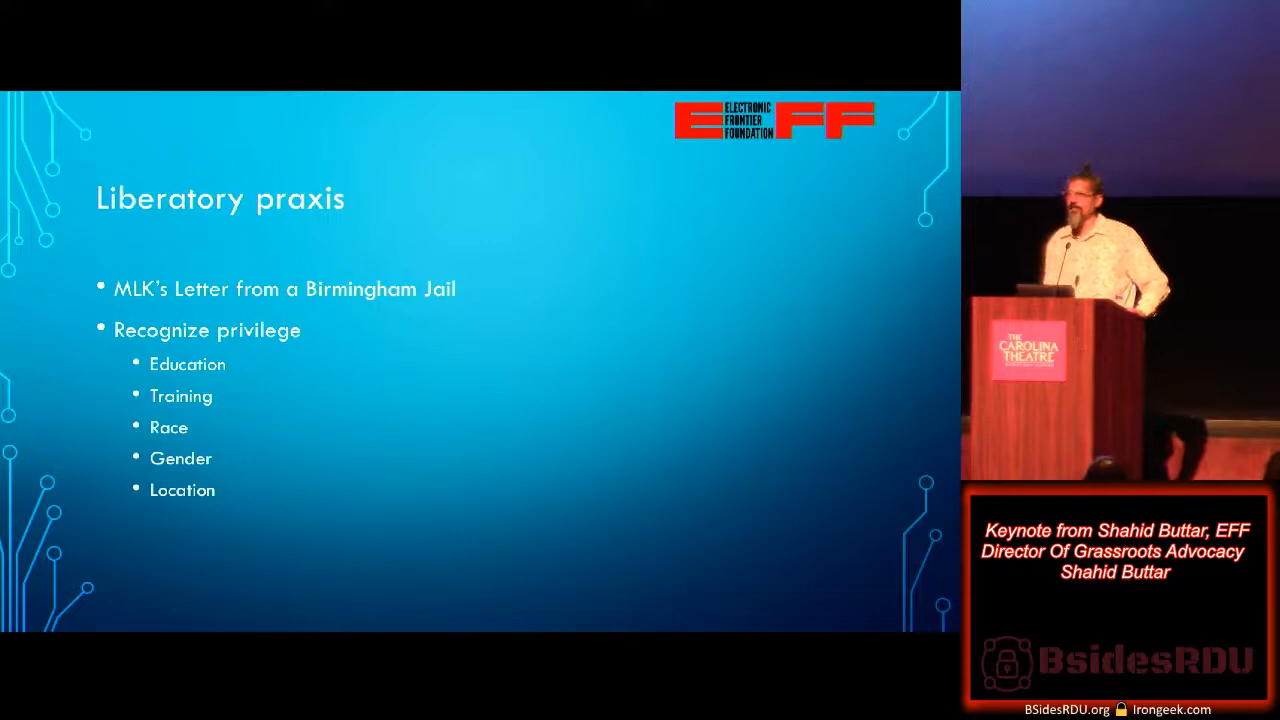 ELECTRONIC
FRONTIER
FOUNDATION
EFF
Liberatory praxis
• MLK's Letter from a Birmingham Jail
• Recognize privilege
• Education
• Training
• Race
• Gender
• Location
THE
CAROLINA
THEATRE
Keynote from Shahid Buttar, EFF
Director Of Grassroots Advocacy
Shahid Buttar
BsidesRDU
BSidesRDU.org 🔒 Irongeek.com